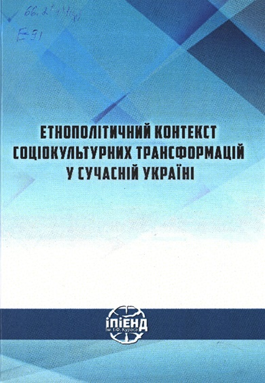 ЕТНОПОЛІТИЧНИЙ КОНТЕКСТ
СОЦІОКУЛЬТУРНИХ ТРАНСФОРМАЦІЙ
У СУЧАСНІЙ УКРАЇНІ
ІПІЕНД